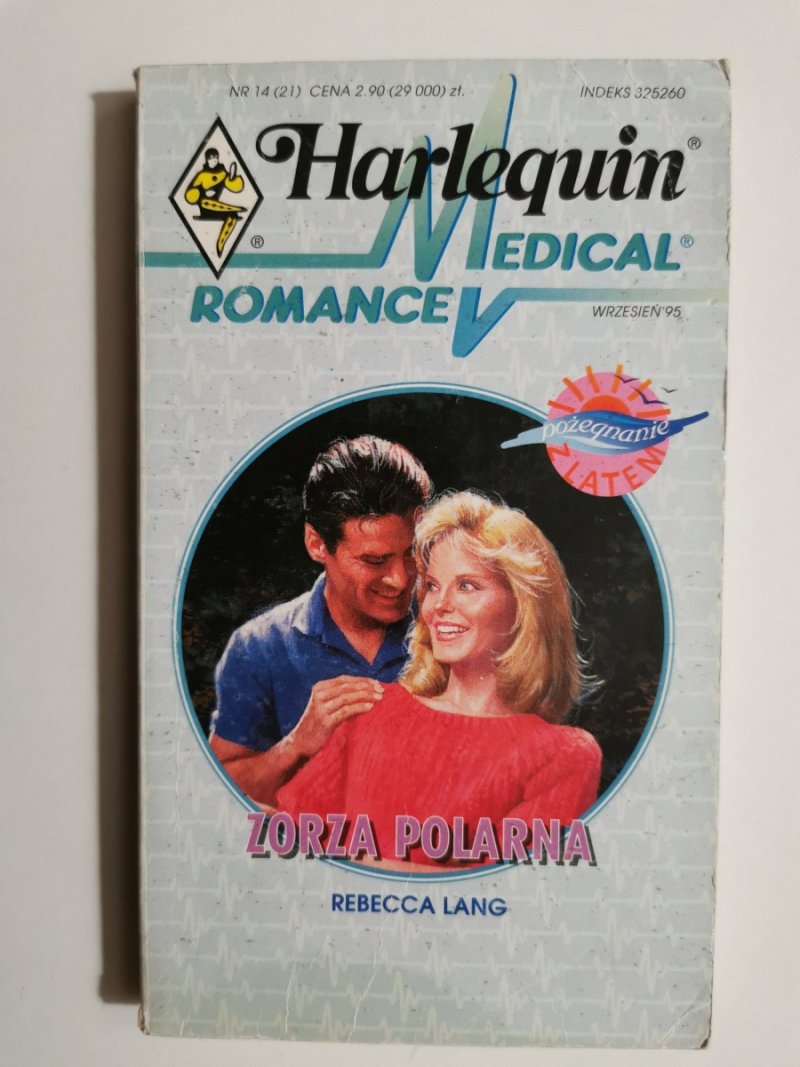 NR 14 (21) CENA 2.90 (29 000) zł. INDEKS 325260
Harlequin®
®
MEDICAL®
ROMANCE
WRZESIEŃ'95
pożegnanie
Z LATEM
ZORZA POLARNA
REBECCA LANG